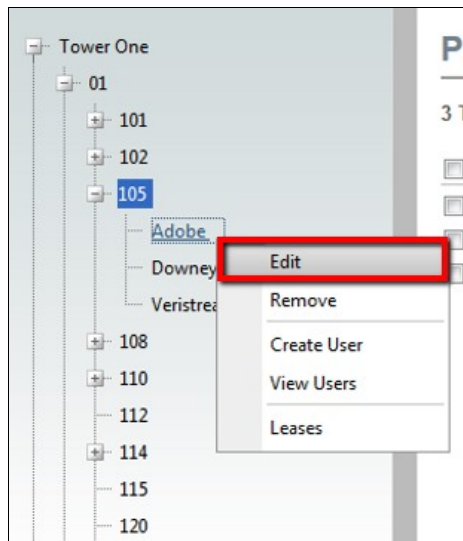 Tower One
P
01
3 T
101
102
105
Adobe
Downey
Edit
Veristrea
Remove
108
Create User
110
View Users
112
Leases
114
115
120